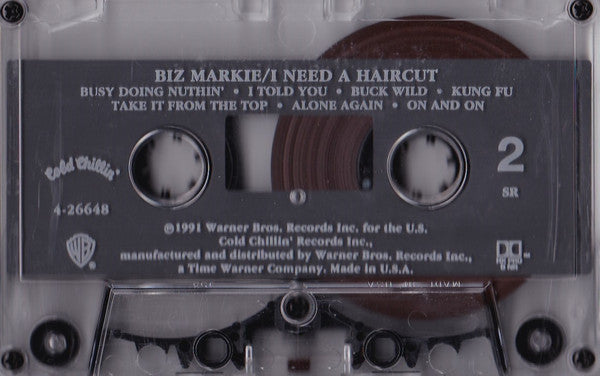 BIZ MARKIE/I NEED A HAIRCUT
BUSY DOING NUTHIN' • I TOLD YOU • BUCK WILD • KUNG FU
TAKE IT FROM THE TOP • ALONE AGAIN • ON AND ON
Cold Chillin'
4-26648
2
SR
WB
℗1991 Warner Bros. Records Inc. for the U.S.
Cold Chillin' Records Inc.,
manufactured and distributed by Warner Bros. Records Inc.,
a Time Warner Company. Made in U.S.A.